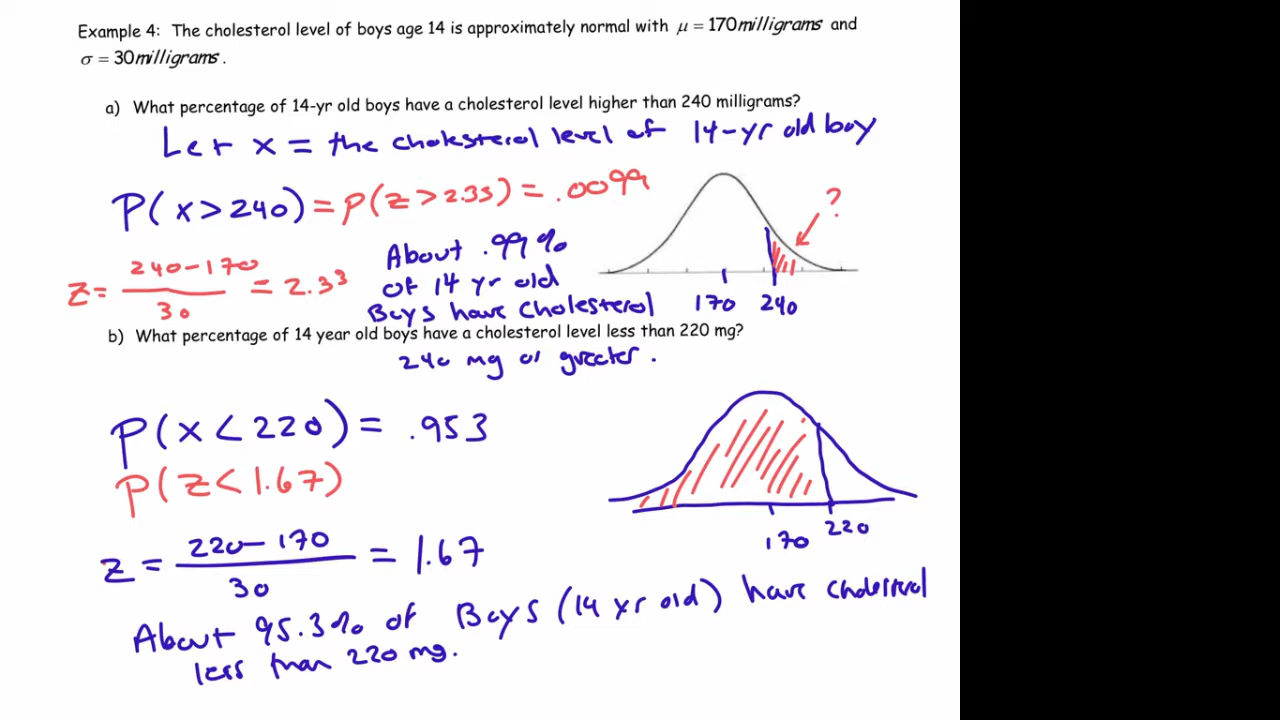 Example 4: The cholesterol level of boys age 14 is approximately normal with μ = 170 milligrams and
σ = 30 milligrams.
a) What percentage of 14-yr old boys have a cholesterol level higher than 240 milligrams?
Let x = the cholesterol level of 14-yr old boy
P(x > 240) = P(z > 2.33) = .0099
?
z = (240 - 170) / 30 = 2.33
About .99%
of 14 yr old
Boys have cholesterol
170 240
b) What percentage of 14 year old boys have a cholesterol level less than 220 mg?
240 mg or greater.
P(x < 220) = .953
P(z < 1.67)
170 220
z = (220 - 170) / 30 = 1.67
About 95.3% of Boys (14 yr old) have cholesterol
less than 220 mg.